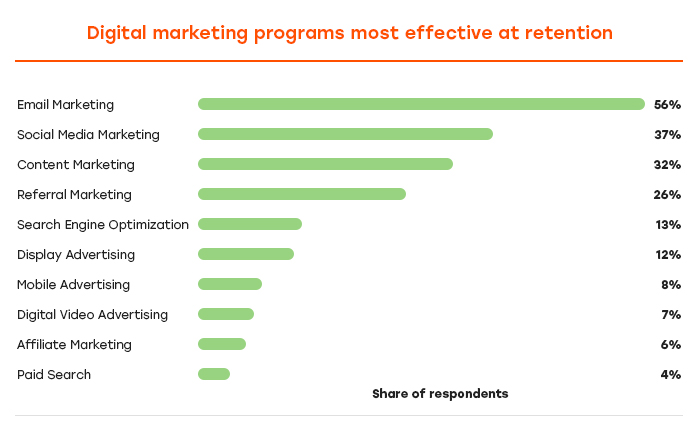 Digital marketing programs most effective at retention
Email Marketing 56%
Social Media Marketing 37%
Content Marketing 32%
Referral Marketing 26%
Search Engine Optimization 13%
Display Advertising 12%
Mobile Advertising 8%
Digital Video Advertising 7%
Affiliate Marketing 6%
Paid Search 4%
Share of respondents